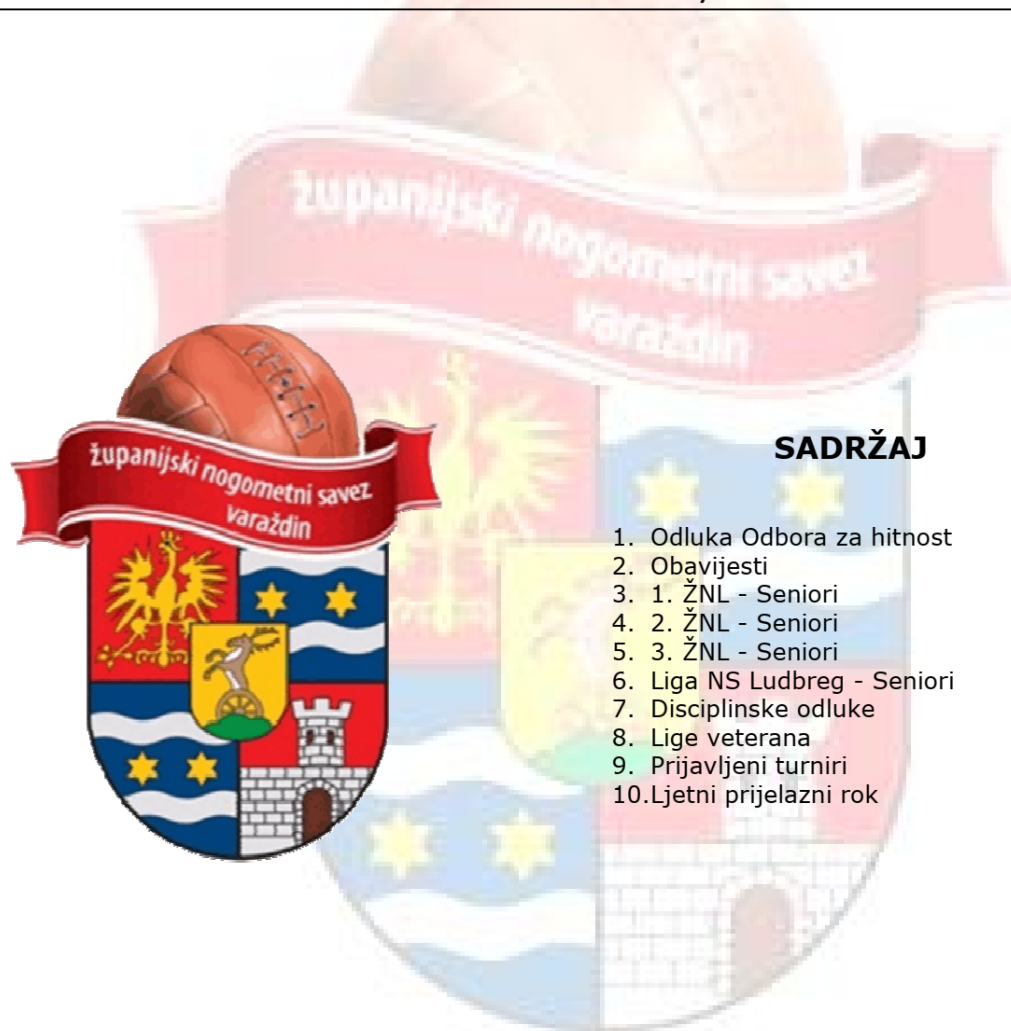 županijski nogometni savez
varaždin
županijski nogometni savez
varaždin
SADRŽAJ
1. Odluka Odbora za hitnost
2. Obavijesti
3. 1. ŽNL - Seniori
4. 2. ŽNL - Seniori
5. 3. ŽNL - Seniori
6. Liga NS Ludbreg - Seniori
7. Disciplinske odluke
8. Lige veterana
9. Prijavljeni turniri
10.Ljetni prijelazni rok